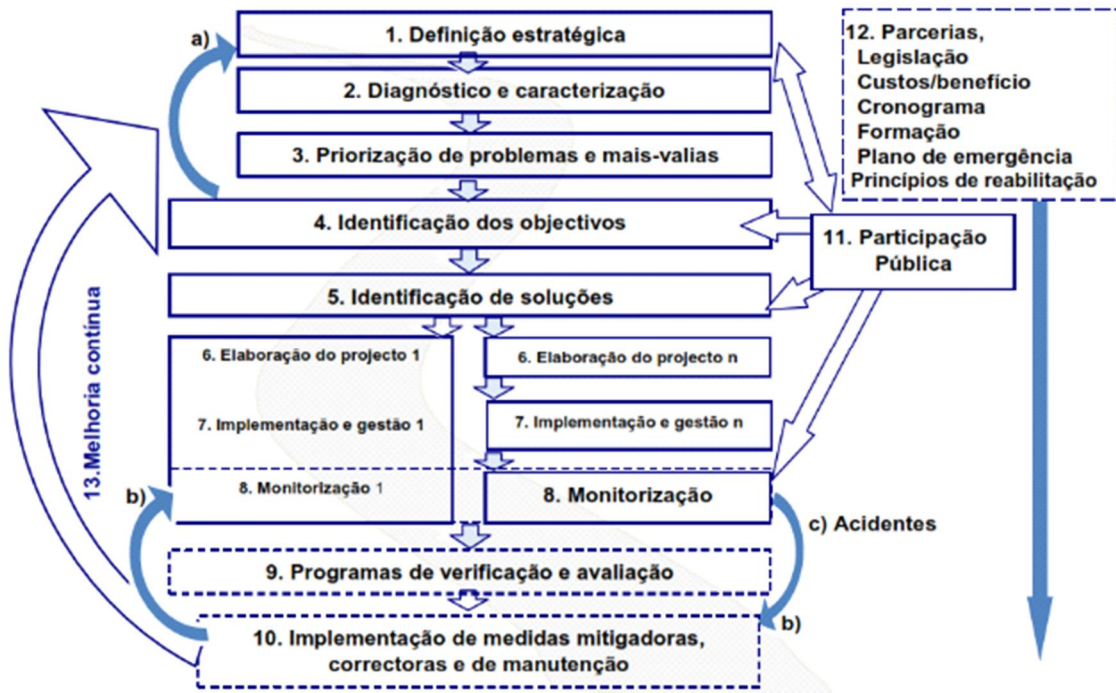 a)
1. Definição estratégica
2. Diagnóstico e caracterização
3. Priorização de problemas e mais-valias
4. Identificação dos objectivos
5. Identificação de soluções
6. Elaboração do projecto 1
6. Elaboração do projecto n
7. Implementação e gestão 1
7. Implementação e gestão n
8. Monitorização 1
8. Monitorização
9. Programas de verificação e avaliação
10. Implementação de medidas mitigadoras,
correctoras e de manutenção
12. Parcerias,
Legislação
Custos/benefício
Cronograma
Formação
Plano de emergência
Princípios de reabilitação
11. Participação
Pública
13.Melhoria contínua
b)
c) Acidentes
b)